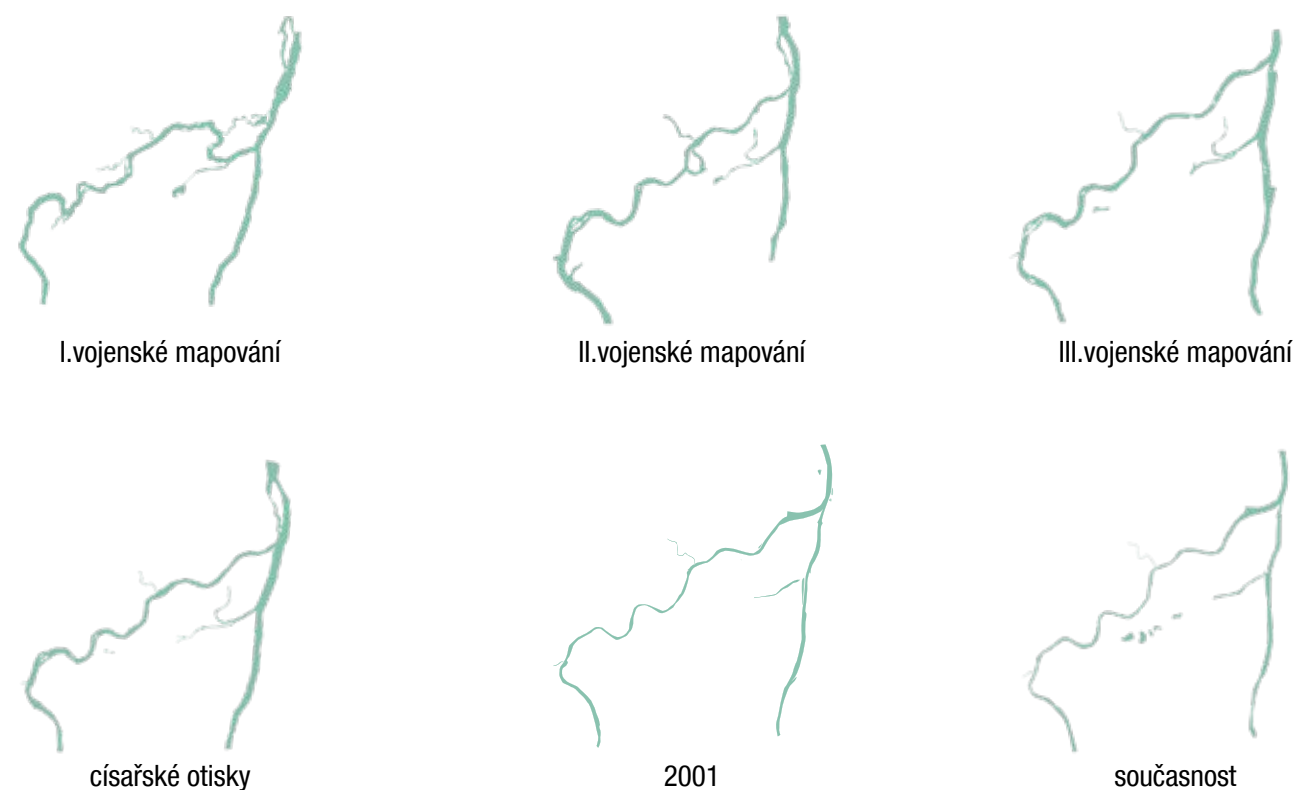 I.vojenské mapování
II.vojenské mapování
III.vojenské mapování
císařské otisky
2001
současnost